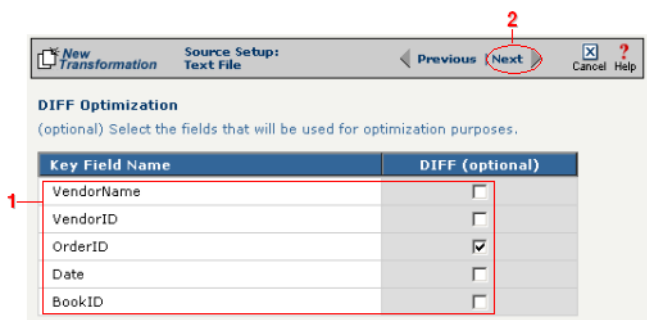 2
New Transformation
Source Setup: Text File
Previous
Next
Cancel
?
Help
DIFF Optimization
(optional) Select the fields that will be used for optimization purposes.
Key Field Name
DIFF (optional)
1
VendorName
VendorID
OrderID
Date
BookID